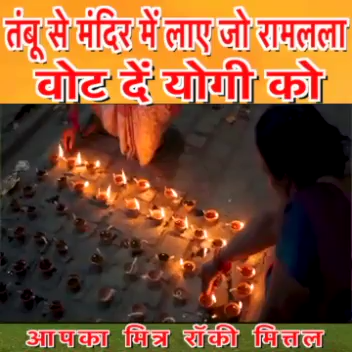 तंबू से मंदिर में लाए जो रामलला
वोट दें योगी को
आपका मित्र रॉकी मित्तल